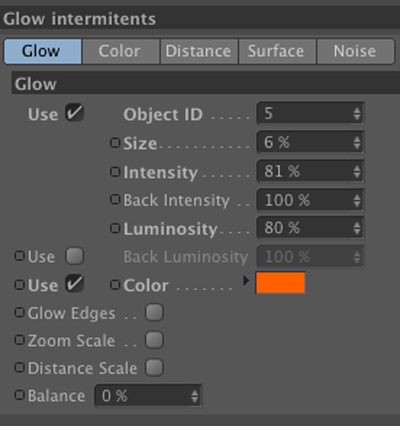 Glow intermitents
Glow Color Distance Surface Noise
Glow
Use Object ID . . . . . 5
Size . . . . . . . . . . . 6 %
Intensity . . . . . . 81 %
Back Intensity . . 100 %
Luminosity . . . . 80 %
Use Back Luminosity 100 %
Use Color . . . . . . .
Glow Edges . .
Zoom Scale . .
Distance Scale
Balance 0 %